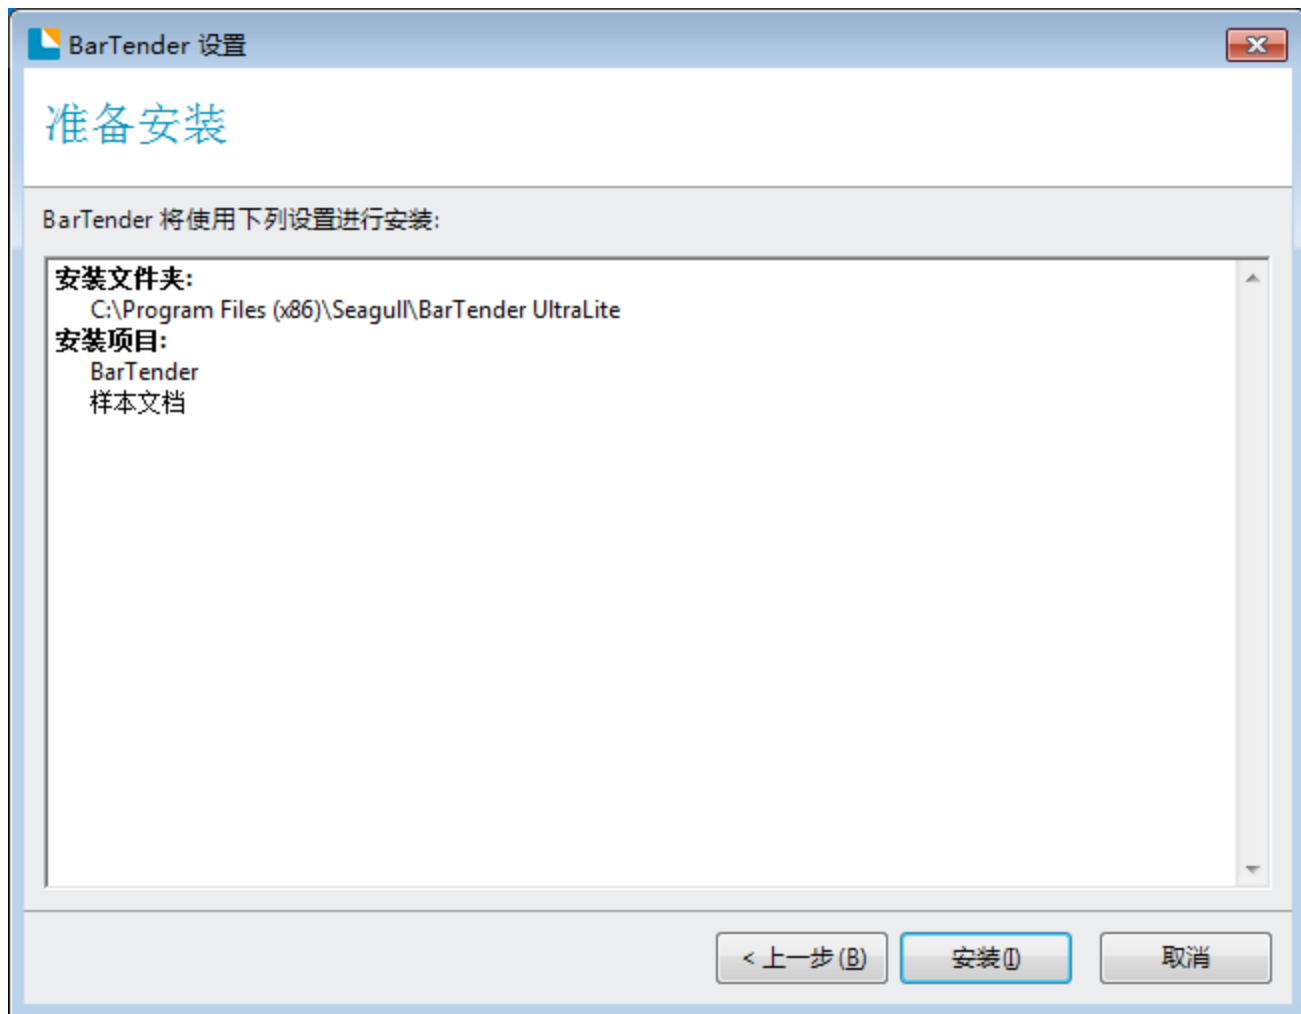 BarTender 设置
准备安装
BarTender 将使用下列设置进行安装:
安装文件夹:
C:\Program Files (x86)\Seagull\BarTender UltraLite
安装项目:
BarTender
样本文档
< 上一步(B) 安装(I) 取消